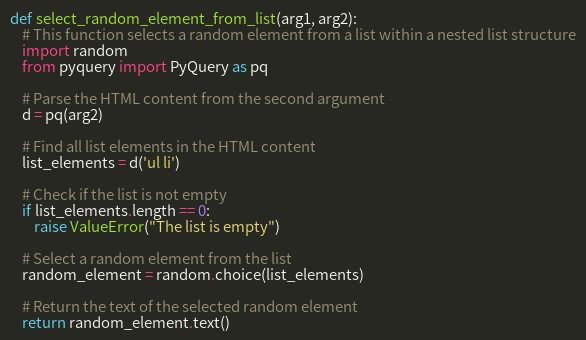 def select_random_element_from_list(arg1, arg2):
    # This function selects a random element from a list within a nested list structure
    import random
    from pyquery import PyQuery as pq

    # Parse the HTML content from the second argument
    d = pq(arg2)

    # Find all list elements in the HTML content
    list_elements = d('ul li')

    # Check if the list is not empty
    if list_elements.length == 0:
        raise ValueError("The list is empty")

    # Select a random element from the list
    random_element = random.choice(list_elements)

    # Return the text of the selected random element
    return random_element.text()